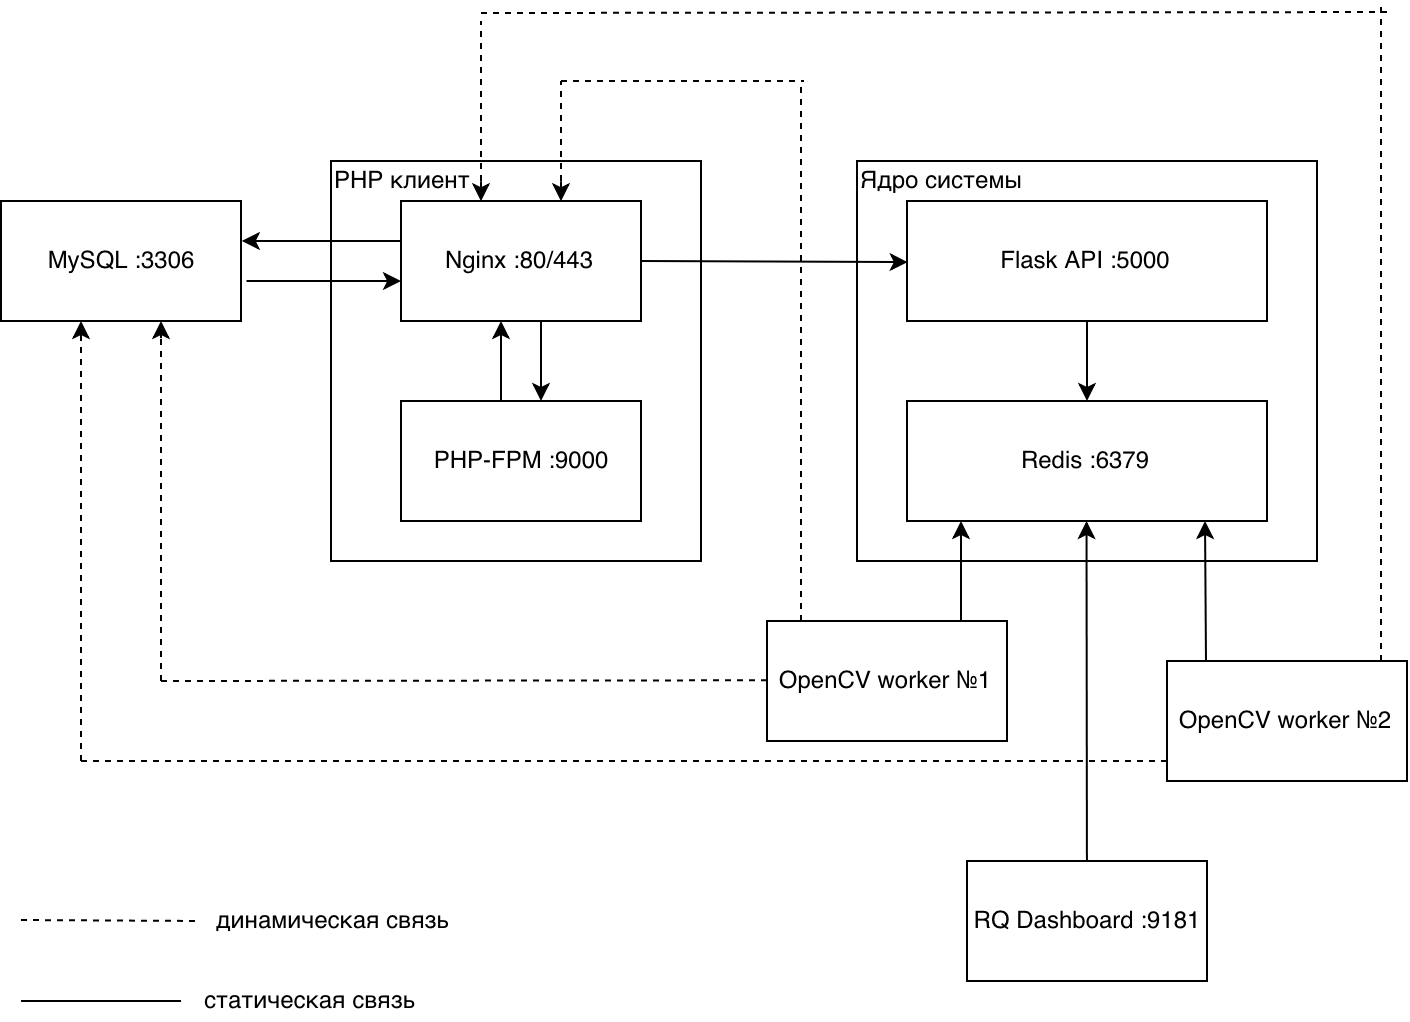 PHP клиент
Ядро системы
MySQL :3306
Nginx :80/443
Flask API :5000
PHP-FPM :9000
Redis :6379
OpenCV worker №1
OpenCV worker №2
RQ Dashboard :9181
динамическая связь
статическая связь